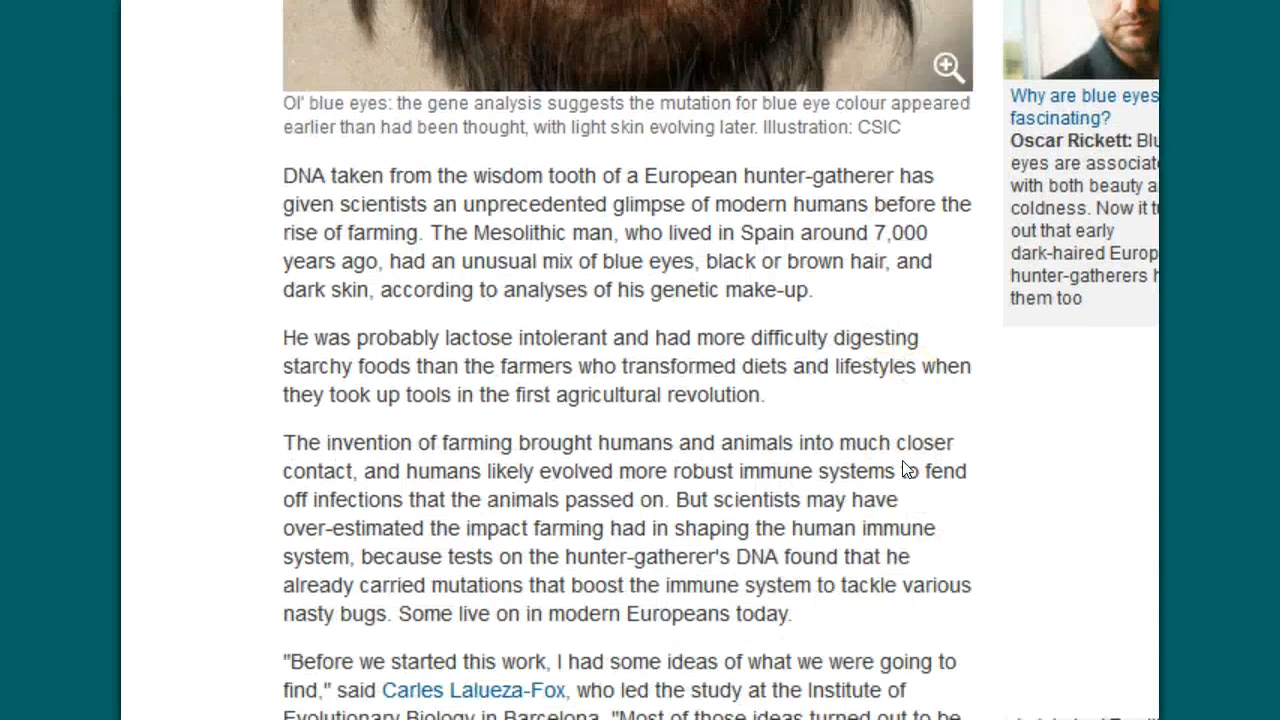 Ol' blue eyes: the gene analysis suggests the mutation for blue eye colour appeared
earlier than had been thought, with light skin evolving later. Illustration: CSIC
DNA taken from the wisdom tooth of a European hunter-gatherer has
given scientists an unprecedented glimpse of modern humans before the
rise of farming. The Mesolithic man, who lived in Spain around 7,000
years ago, had an unusual mix of blue eyes, black or brown hair, and
dark skin, according to analyses of his genetic make-up.
He was probably lactose intolerant and had more difficulty digesting
starchy foods than the farmers who transformed diets and lifestyles when
they took up tools in the first agricultural revolution.
The invention of farming brought humans and animals into much closer
contact, and humans likely evolved more robust immune systems to fend
off infections that the animals passed on. But scientists may have
over-estimated the impact farming had in shaping the human immune
system, because tests on the hunter-gatherer's DNA found that he
already carried mutations that boost the immune system to tackle various
nasty bugs. Some live on in modern Europeans today.
"Before we started this work, I had some ideas of what we were going to
find," said Carles Lalueza-Fox, who led the study at the Institute of
Evolutionary Biology in Barcelona. "Most of those ideas turned out to be
Why are blue eyes
fascinating?
Oscar Rickett:
eyes are
with both beauty
coldness. Now it
out that early
dark-haired
hunter-gatherers
them too